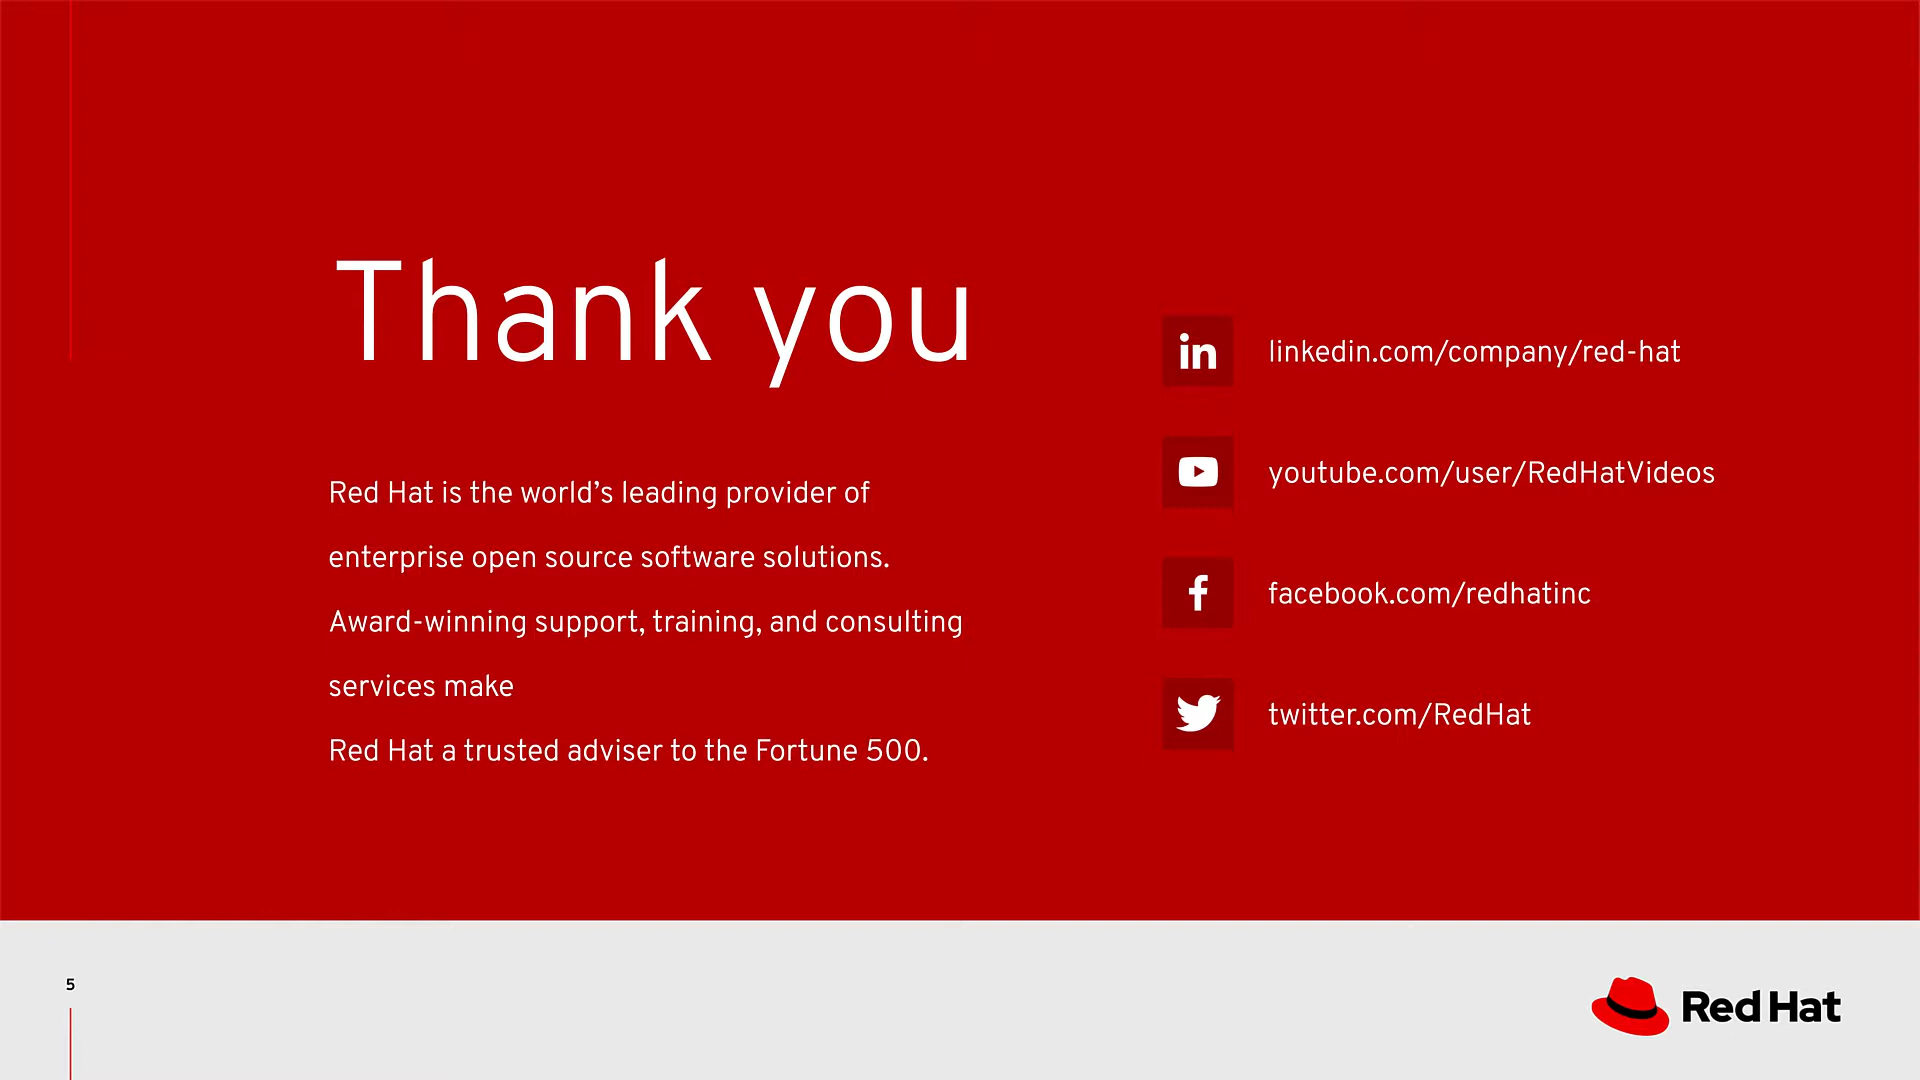 Thank you
Red Hat is the world’s leading provider of
enterprise open source software solutions.
Award-winning support, training, and consulting
services make
Red Hat a trusted adviser to the Fortune 500.
linkedin.com/company/red-hat
youtube.com/user/RedHatVideos
facebook.com/redhatinc
twitter.com/RedHat
5
Red Hat